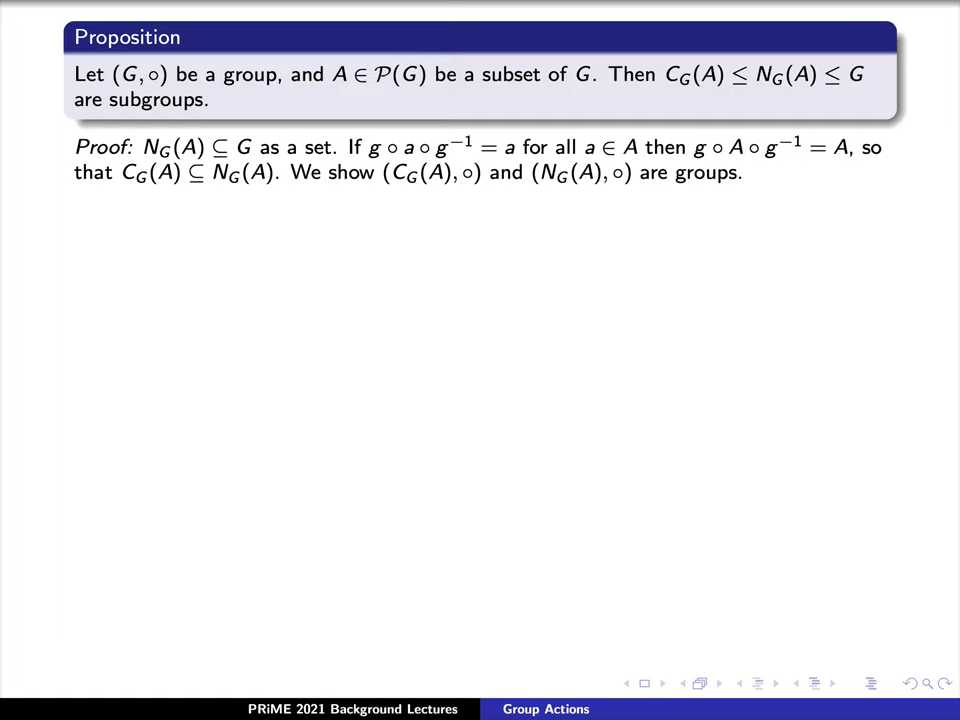 Proposition
Let (G, ∘) be a group, and A ∈ 𝒫(G) be a subset of G. Then C_G(A) ≤ N_G(A) ≤ G
are subgroups.
Proof: N_G(A) ⊆ G as a set. If g ∘ a ∘ g⁻¹ = a for all a ∈ A then g ∘ A ∘ g⁻¹ = A, so
that C_G(A) ⊆ N_G(A). We show (C_G(A), ∘) and (N_G(A), ∘) are groups.
PRiME 2021 Background Lectures
Group Actions